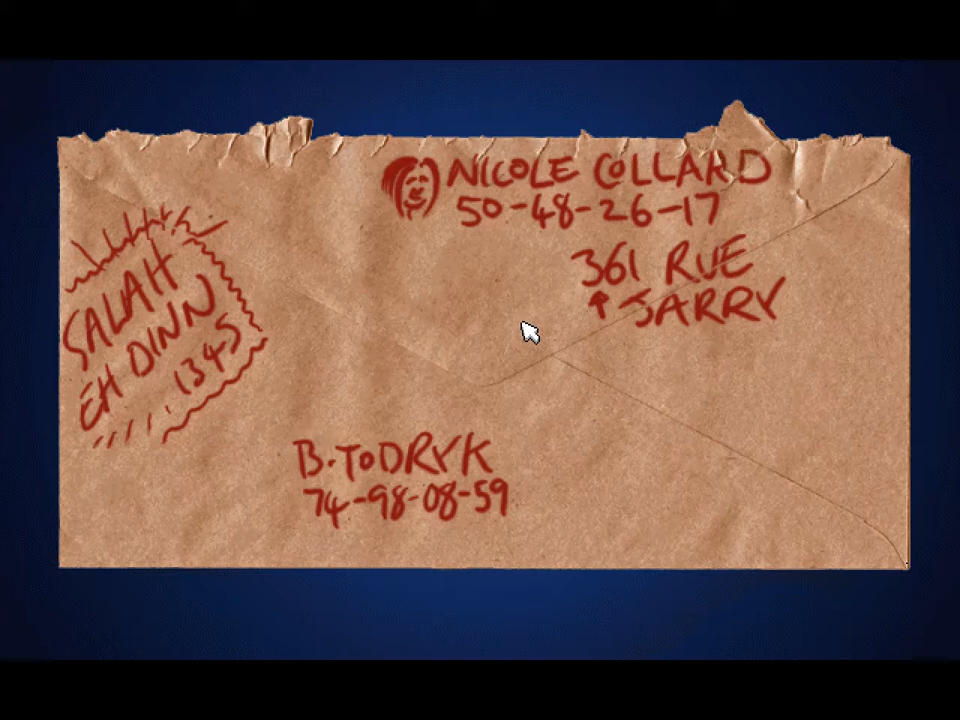 NICOLE COLLARD
50-48-26-17
361 RUE
JARRY
SALAH
EH DINN
1345
B. TODRYK
74-98-08-59